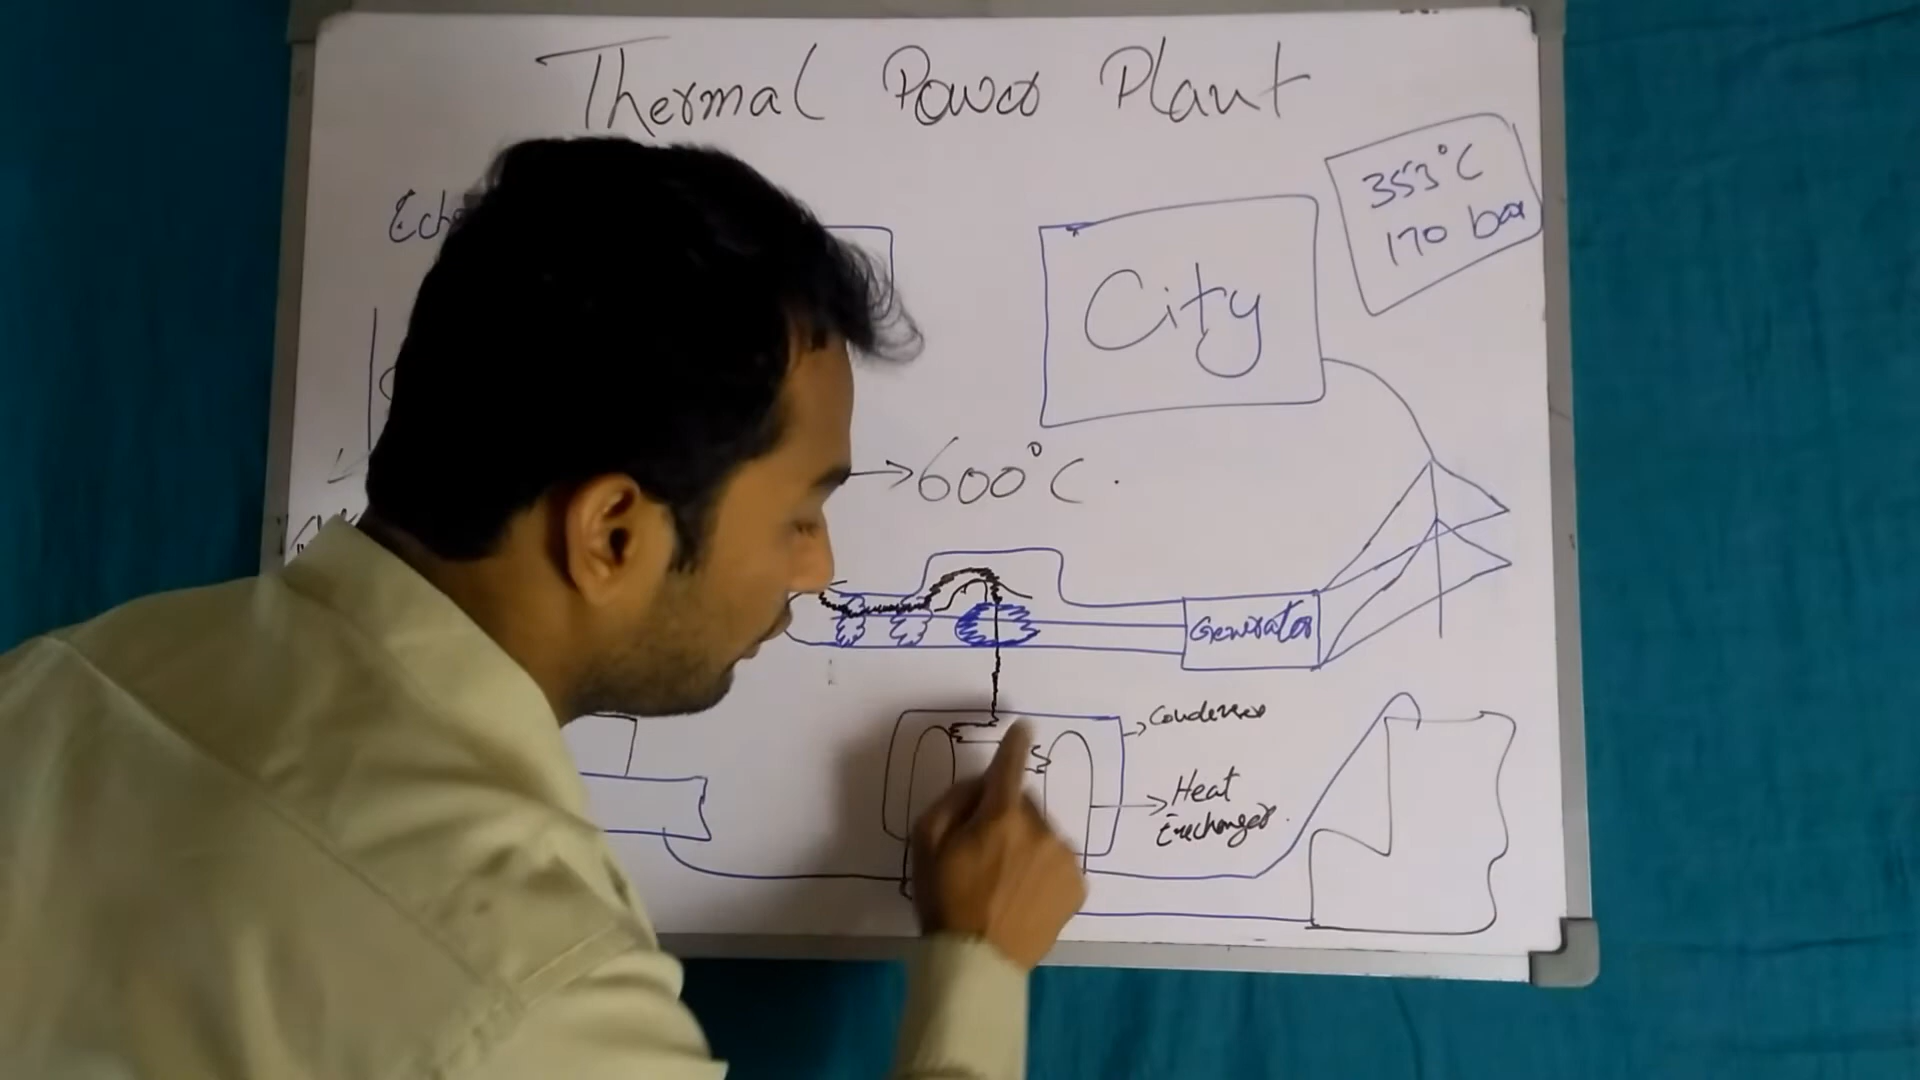 Thermal Power Plant
353°C
170 bar
City
→600°C.
Generator
Condenser
Heat
Exchanger.